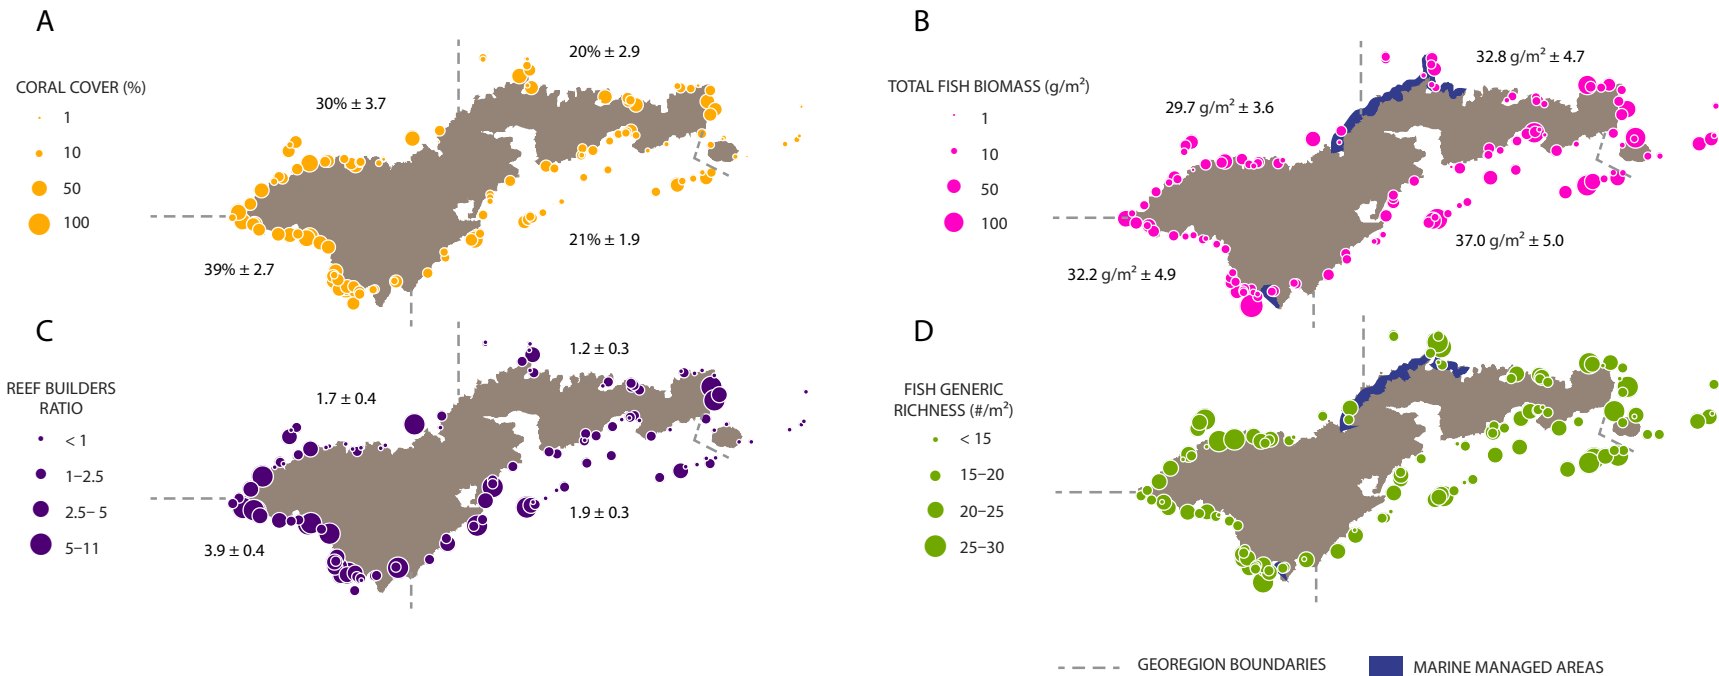 A
CORAL COVER (%)
1
10
50
100
20% ± 2.9
30% ± 3.7
21% ± 1.9
39% ± 2.7
B
TOTAL FISH BIOMASS (g/m²)
1
10
50
100
32.8 g/m² ± 4.7
29.7 g/m² ± 3.6
37.0 g/m² ± 5.0
32.2 g/m² ± 4.9
C
REEF BUILDERS
RATIO
< 1
1–2.5
2.5– 5
5–11
1.2 ± 0.3
1.7 ± 0.4
1.9 ± 0.3
3.9 ± 0.4
D
FISH GENERIC
RICHNESS (#/m²)
< 15
15–20
20–25
25–30
GEOREGION BOUNDARIES
MARINE MANAGED AREAS